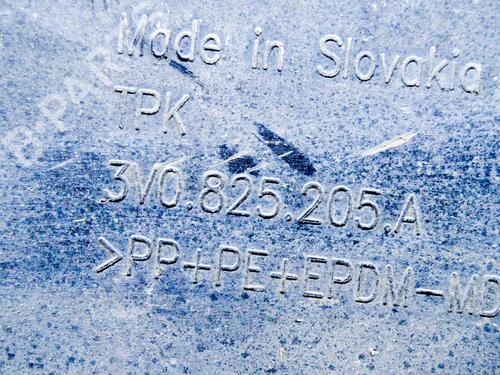 Made in Slovakia
TPK
3V0.825.205.A
>PP+PE+EPDM-MD